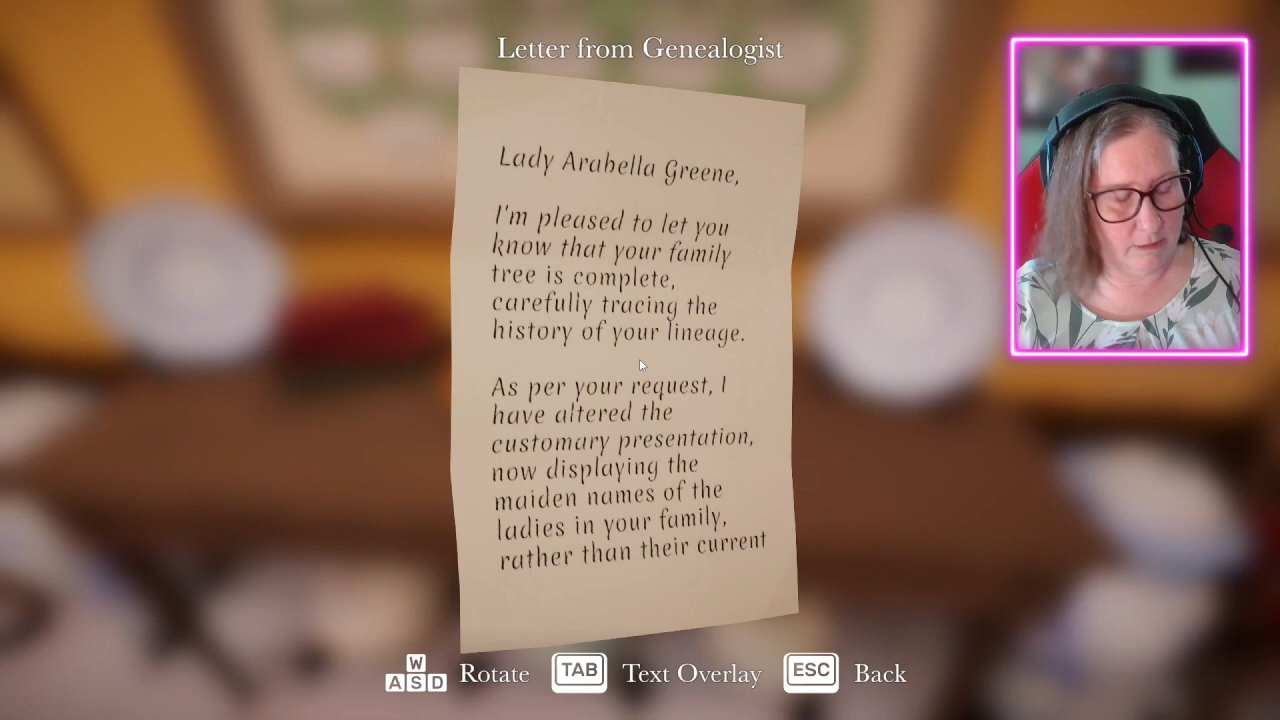 Letter from Genealogist
Lady Arabella Greene,
I'm pleased to let you
know that your family
tree is complete,
carefully tracing the
history of your lineage.
As per your request, I
have altered the
customary presentation,
now displaying the
maiden names of the
ladies in your family,
rather than their current
W
A S D Rotate TAB Text Overlay ESC Back